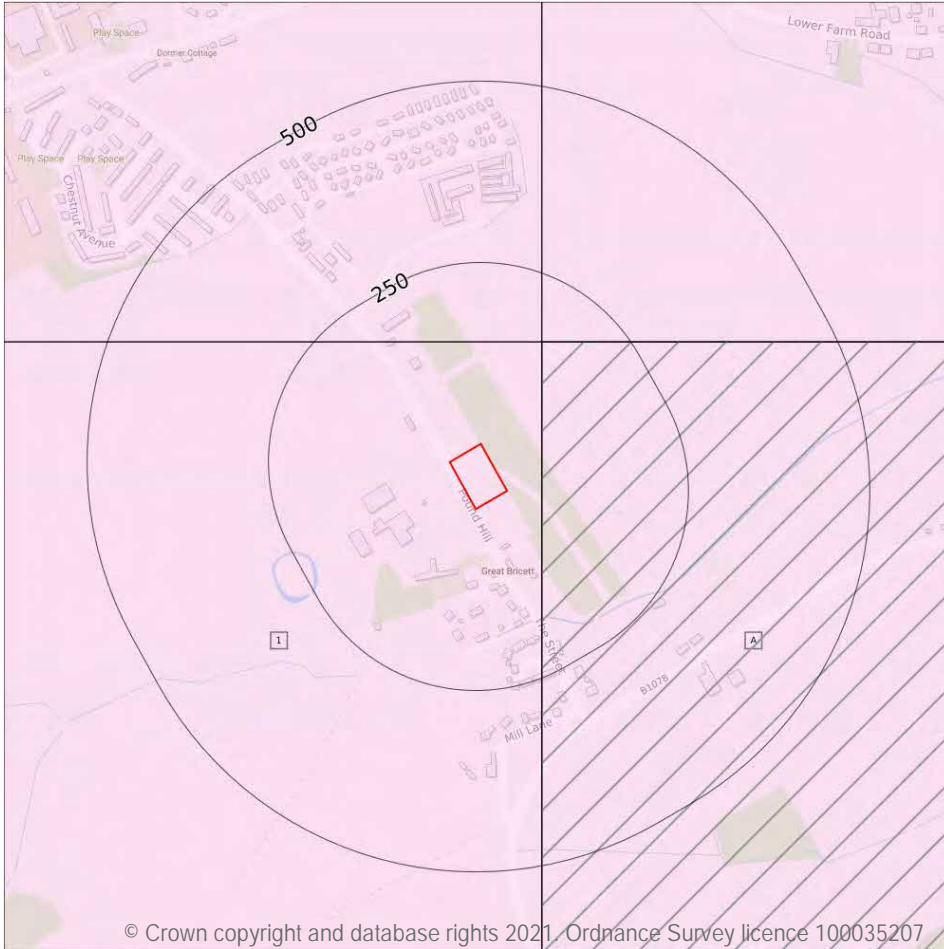 Play Space
Dormer Cottage
Lower Farm Road
500
Play Space
Play Space
Chestnut Avenue
250
Pound Hill
Great Bricett
1
The Street
A
B1078
Mill Lane
© Crown copyright and database rights 2021. Ordnance Survey licence 100035207